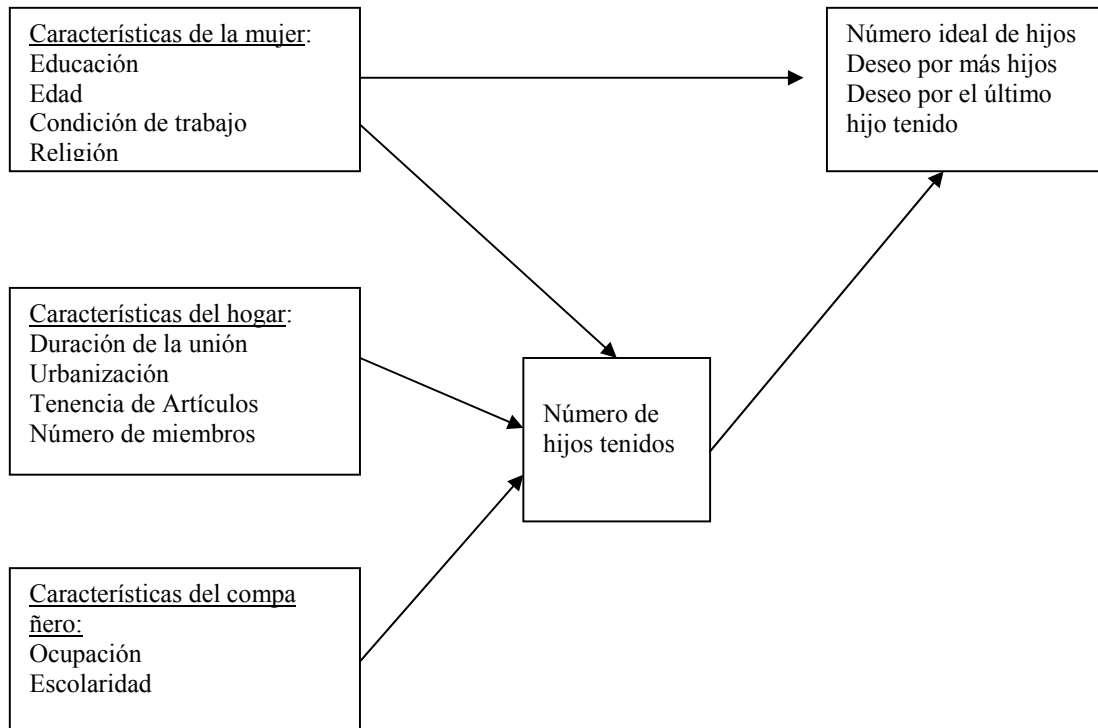 Características de la mujer:
Educación
Edad
Condición de trabajo
Religión
Número ideal de hijos
Deseo por más hijos
Deseo por el último
hijo tenido
Características del hogar:
Duración de la unión
Urbanización
Tenencia de Artículos
Número de miembros
Número de
hijos tenidos
Características del compa
ñero:
Ocupación
Escolaridad